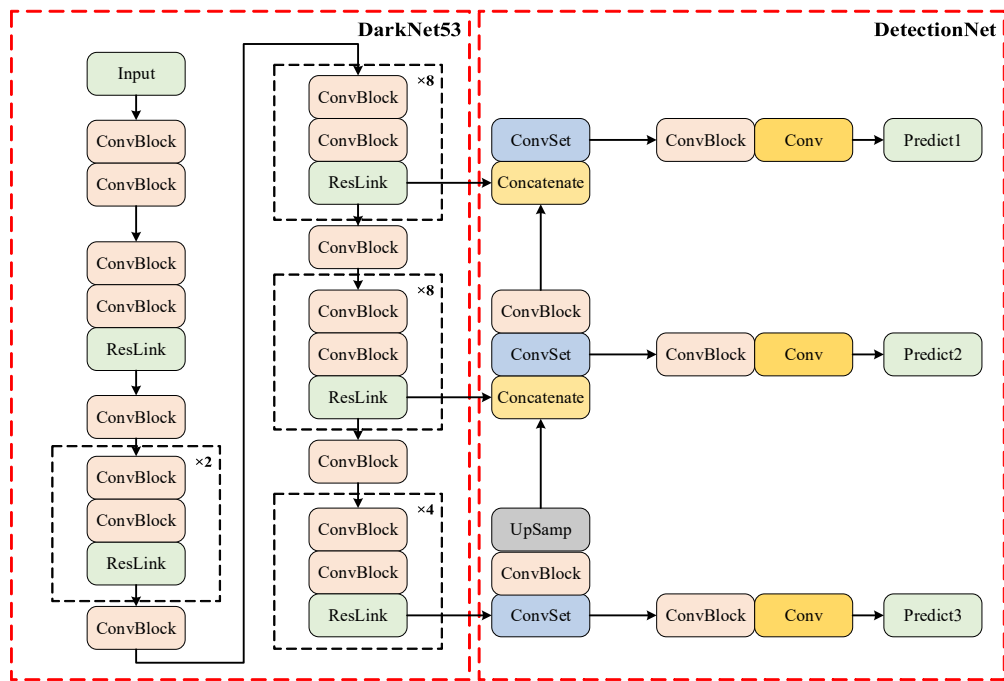 DarkNet53
Input
ConvBlock
ConvBlock
ConvBlock
ConvBlock
ResLink
ConvBlock
×2
ConvBlock
ConvBlock
ResLink
ConvBlock
×8
ConvBlock
ConvBlock
ResLink
ConvBlock
×8
ConvBlock
ConvBlock
ResLink
ConvBlock
×4
ConvBlock
ConvBlock
ResLink
DetectionNet
ConvSet
Concatenate
ConvBlock Conv Predict1
ConvBlock
ConvSet
Concatenate
ConvBlock Conv Predict2
UpSamp
ConvBlock
ConvSet
ConvBlock Conv Predict3